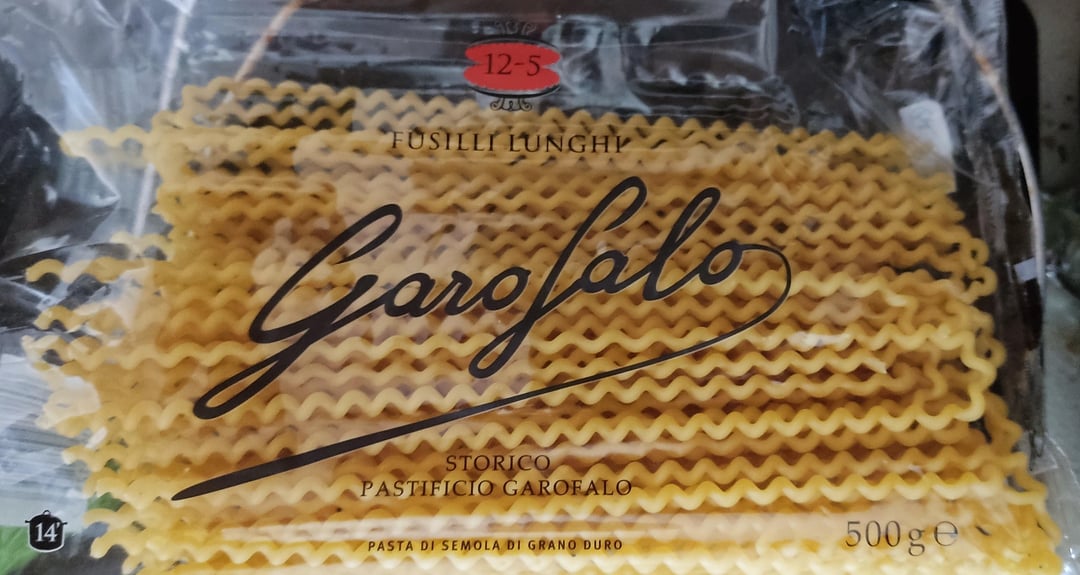 12-5
FUSILLI LUNGHI
Garofalo
STORICO
PASTIFICIO GAROFALO
14'
PASTA DI SEMOLA DI GRANO DURO
500g ℮